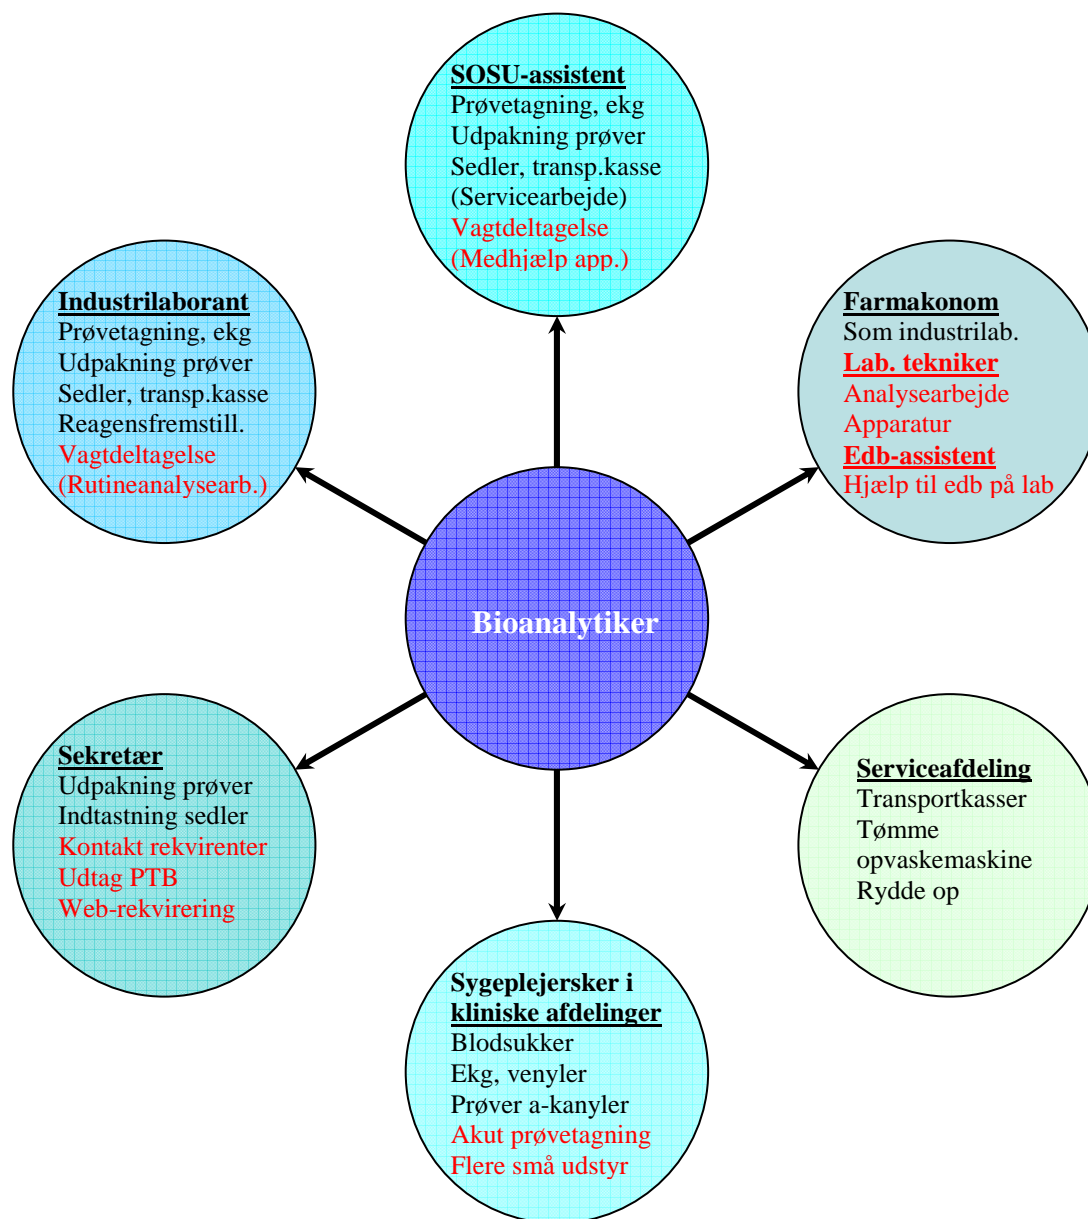 SOSU-assistent
Prøvetagning, ekg
Udpakning prøver
Sedler, transp.kasse
(Servicearbejde)
Vagtdeltagelse
(Medhjælp app.)
Industrilaborant
Prøvetagning, ekg
Udpakning prøver
Sedler, transp.kasse
Reagensfremstill.
Vagtdeltagelse
(Rutineanalysearb.)
Farmakonom
Som industrilab.
Lab. tekniker
Analysearbejde
Apparatur
Edb-assistent
Hjælp til edb på lab
Bioanalytiker
Sekretær
Udpakning prøver
Indtastning sedler
Kontakt rekvirenter
Udtag PTB
Web-rekvirering
Serviceafdeling
Transportkasser
Tømme
opvaskemaskine
Rydde op
Sygeplejersker i
kliniske afdelinger
Blodsukker
Ekg, venyler
Prøver a-kanyler
Akut prøvetagning
Flere små udstyr